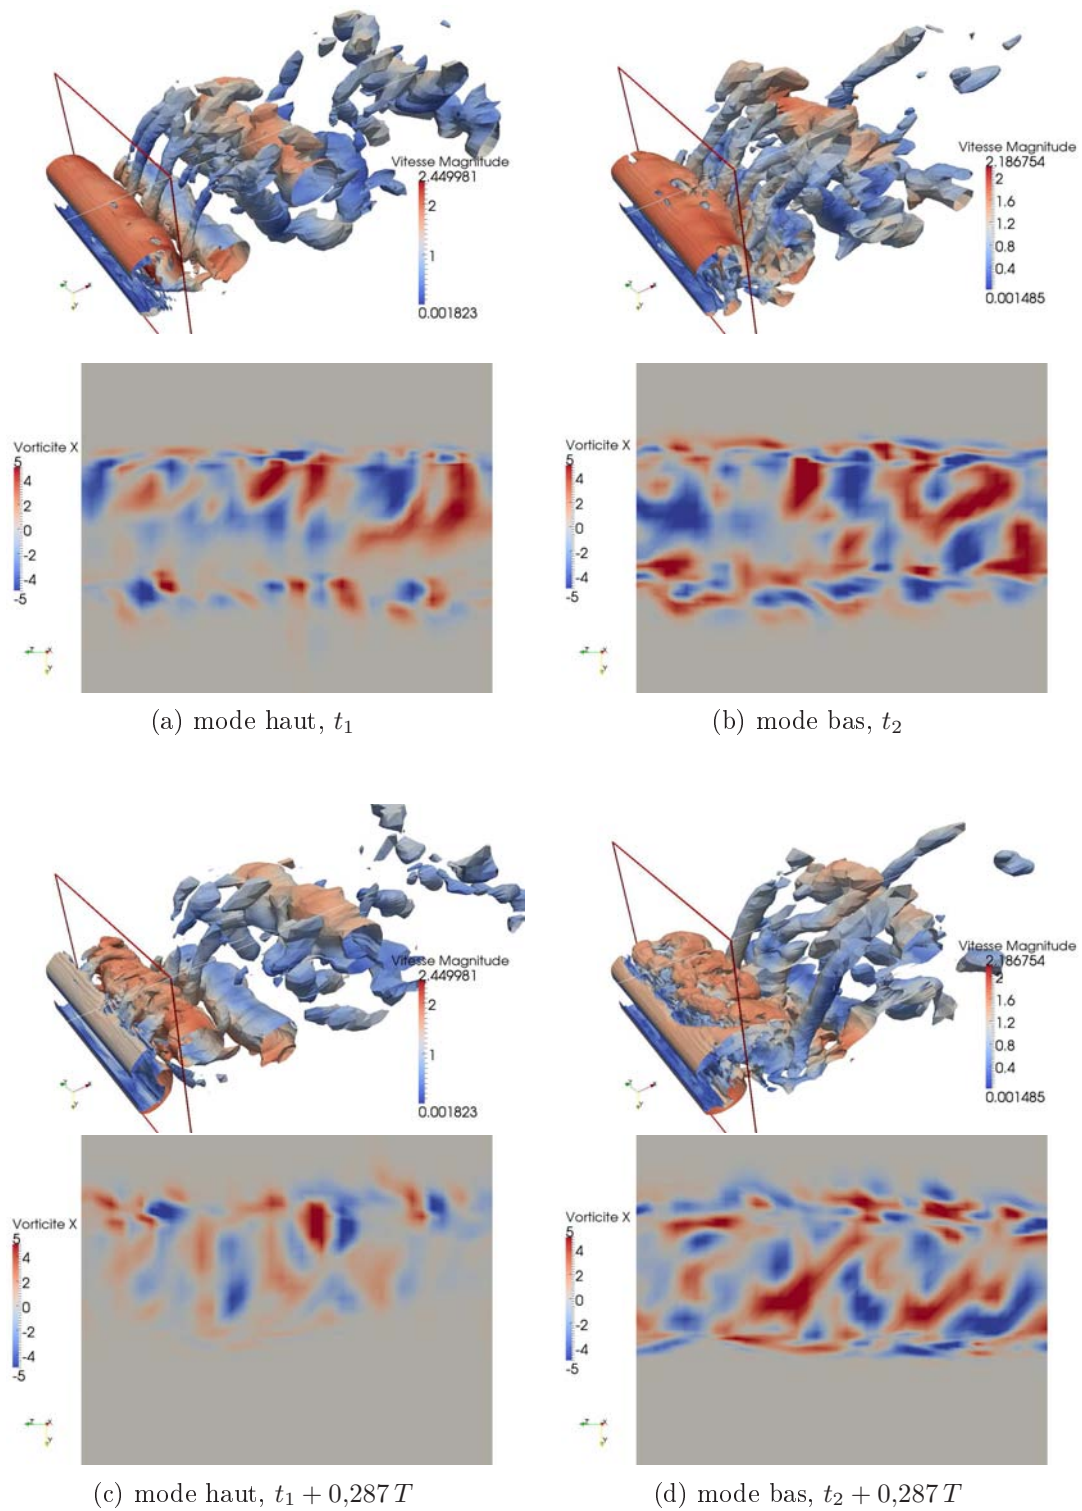 Vitesse Magnitude
2.449981
2
1
0.001823
Vitesse Magnitude
2.186754
2
1.6
1.2
0.8
0.4
0.001485
Vorticite X
5
4
2
0
-2
-4
-5
Z X
Y
Vorticite X
5
4
2
0
-2
-4
-5
Z X
Y
(a) mode haut, t₁
(b) mode bas, t₂
Vitesse Magnitude
2.449981
2
1
0.001823
Vitesse Magnitude
2.186754
2
1.6
1.2
0.8
0.4
0.001485
Vorticite X
5
4
2
0
-2
-4
-5
Z X
Y
Vorticite X
5
4
2
0
-2
-4
-5
Z X
Y
(c) mode haut, t₁ + 0,287 T
(d) mode bas, t₂ + 0,287 T